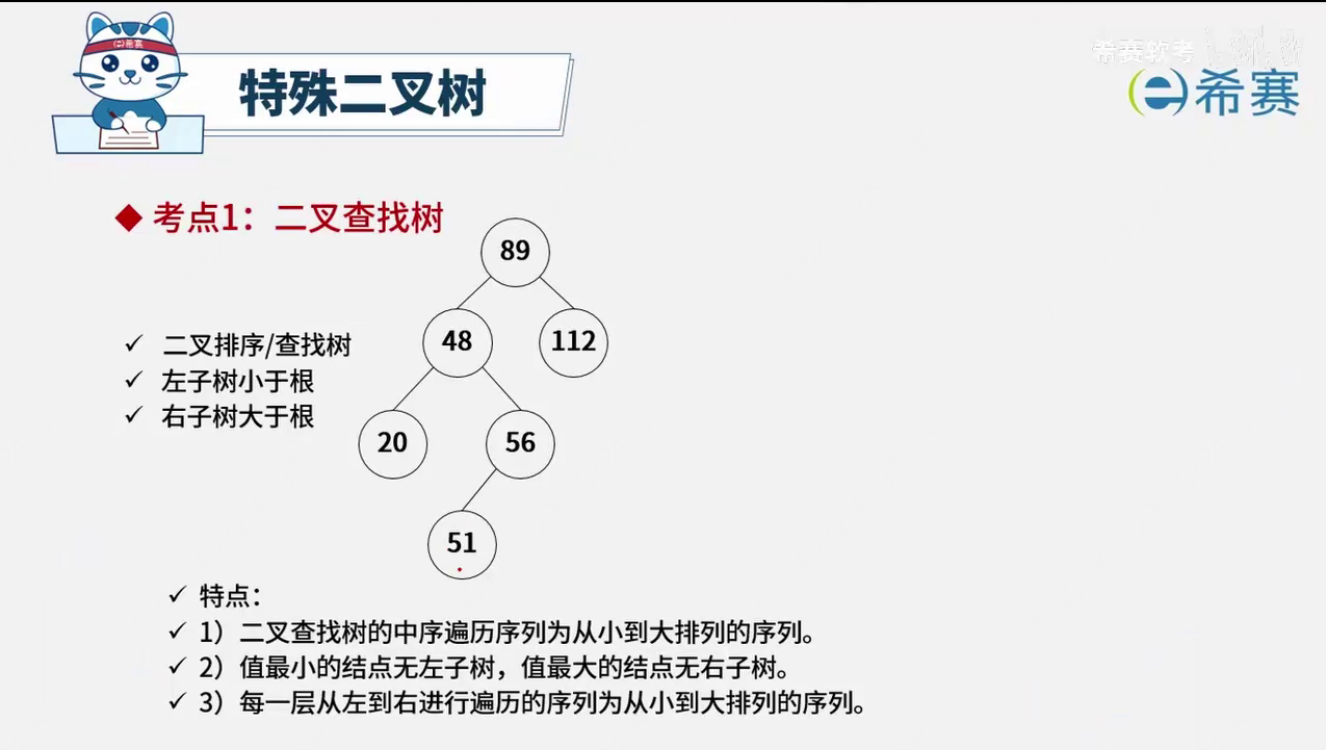 希赛
特殊二叉树
希赛软考
希赛
◆ 考点1：二叉查找树
89
48
112
✓ 二叉排序/查找树
✓ 左子树小于根
✓ 右子树大于根
20
56
51
✓ 特点：
✓ 1）二叉查找树的中序遍历序列为从小到大排列的序列。
✓ 2）值最小的结点无左子树，值最大的结点无右子树。
✓ 3）每一层从左到右进行遍历的序列为从小到大排列的序列。